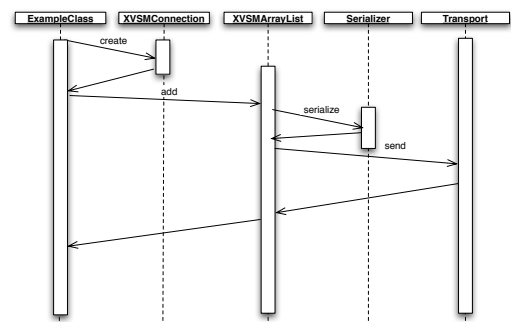 ExampleClass XVSMConnection XVSMArrayList Serializer Transport
create
add
serialize
send